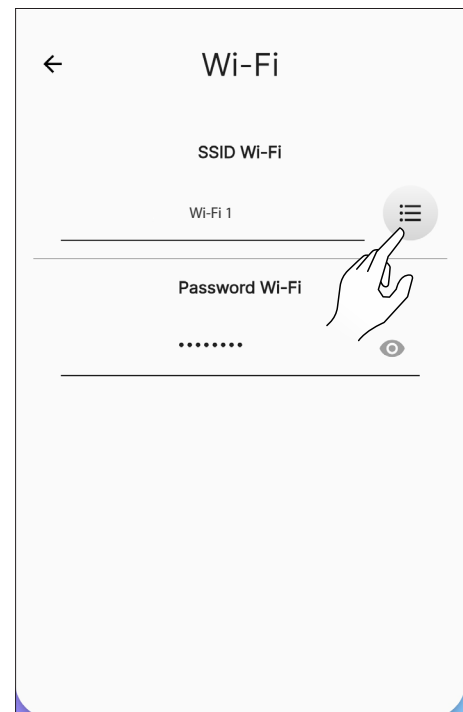 Wi-Fi
SSID Wi-Fi
Wi-Fi 1
Password Wi-Fi
••••••••